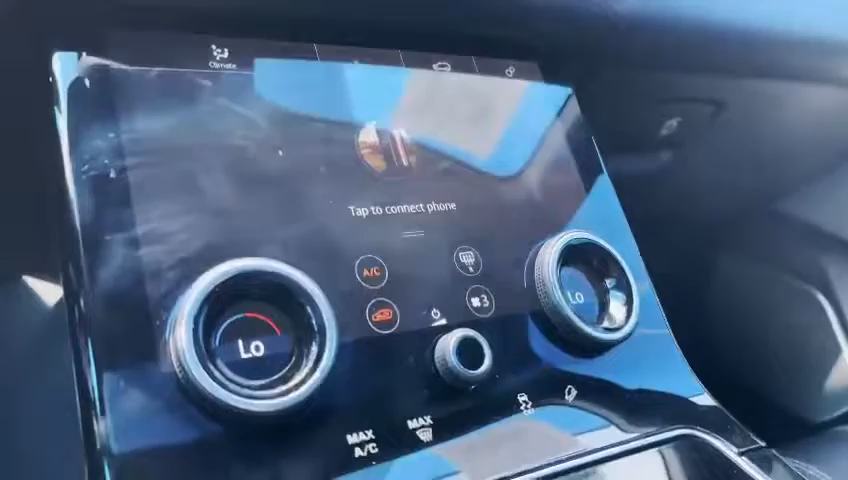 Climate
Tap to connect phone
A/C
R
3
Lo
Lo
MAX
A/C
MAX